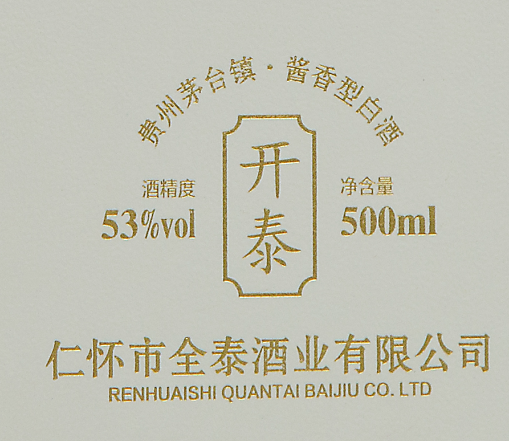 贵州茅台镇·酱香型白酒
开泰
酒精度
53%vol
净含量
500ml
仁怀市全泰酒业有限公司
RENHUAISHI QUANTAI BAIJIU CO. LTD